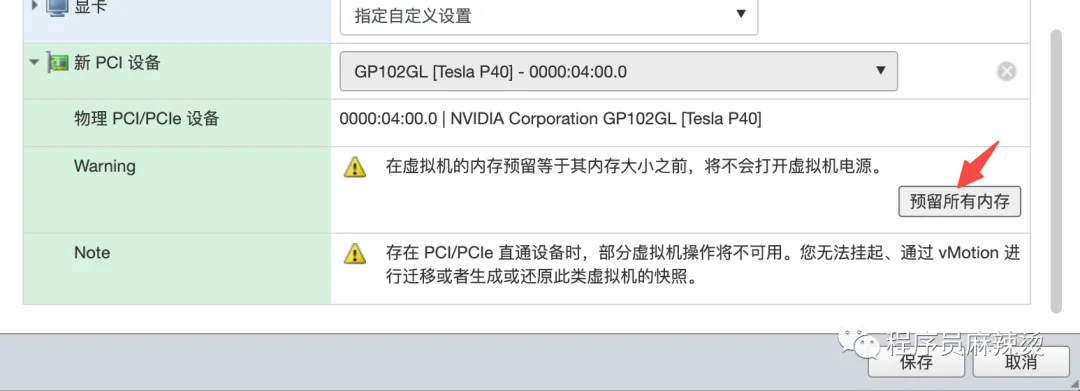 显卡
指定自定义设置
新 PCI 设备
GP102GL [Tesla P40] - 0000:04:00.0
物理 PCI/PCIe 设备
0000:04:00.0 | NVIDIA Corporation GP102GL [Tesla P40]
Warning
在虚拟机的内存预留等于其内存大小之前，将不会打开虚拟机电源。
预留所有内存
Note
存在 PCI/PCIe 直通设备时，部分虚拟机操作将不可用。您无法挂起、通过 vMotion 进
行迁移或者生成或还原此类虚拟机的快照。
程序员麻辣烫
保存
取消